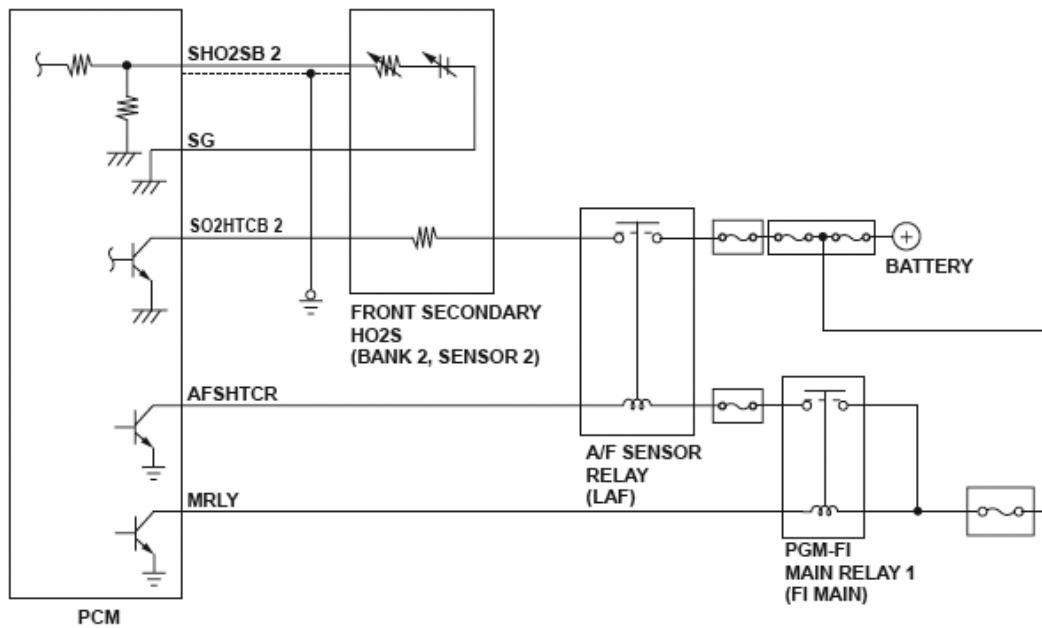 SHO2SB 2
SG
SO2HTCB 2
BATTERY
FRONT SECONDARY
HO2S
(BANK 2, SENSOR 2)
AFSHTCR
A/F SENSOR
RELAY
(LAF)
MRLY
PGM-FI
MAIN RELAY 1
(FI MAIN)
PCM